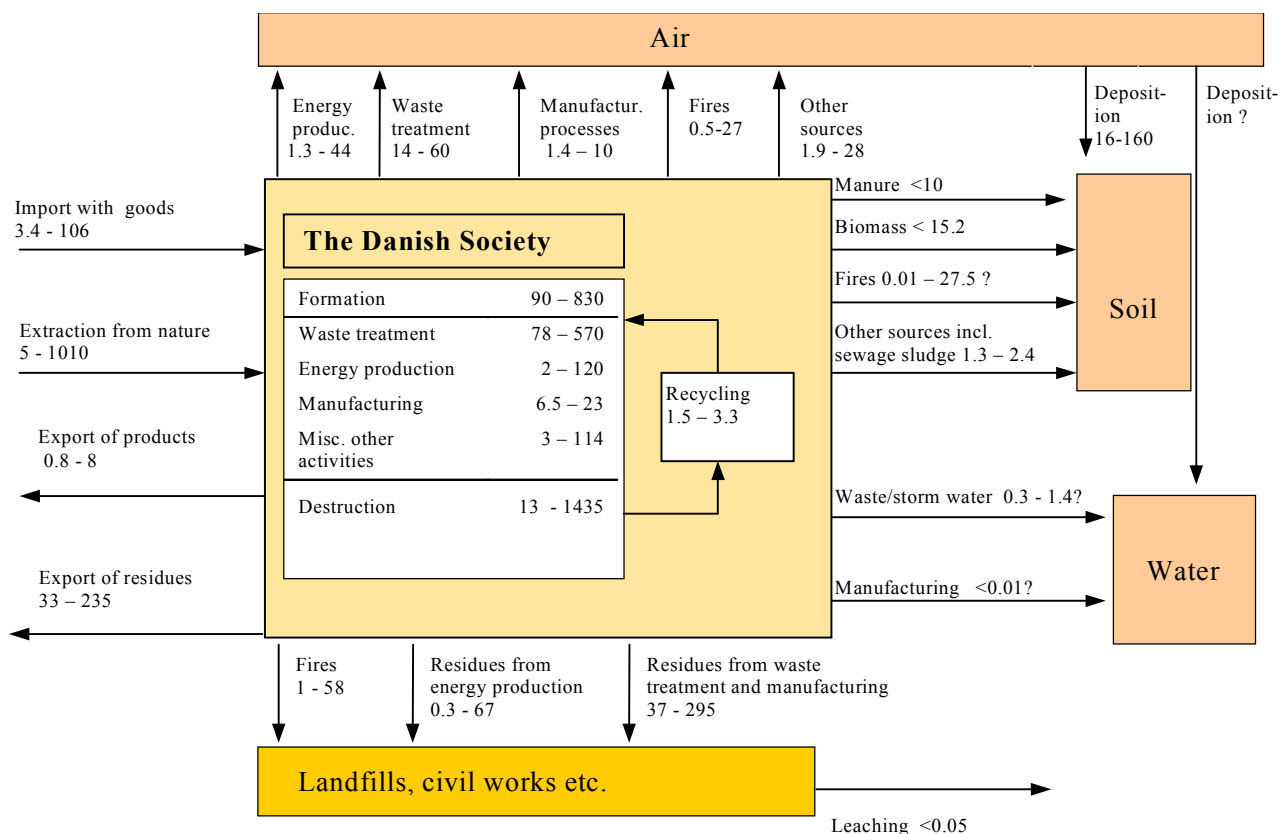 Air
Energy
produc.
1.3 - 44
Waste
treatment
14 - 60
Manufactur.
processes
1.4 – 10
Fires
0.5-27
Other
sources
1.9 - 28
Deposit-
ion
16-160
Deposit-
ion ?
Import with goods
3.4 - 106
Extraction from nature
5 - 1010
Export of products
0.8 - 8
Export of residues
33 – 235
The Danish Society
Formation 90 – 830
Waste treatment 78 – 570
Energy production 2 – 120
Manufacturing 6.5 – 23
Misc. other 3 – 114
activities
Destruction 13 - 1435
Recycling
1.5 – 3.3
Manure <10
Biomass < 15.2
Fires 0.01 – 27.5 ?
Other sources incl.
sewage sludge 1.3 – 2.4
Soil
Waste/storm water 0.3 - 1.4?
Manufacturing <0.01?
Water
Fires
1 - 58
Residues from
energy production
0.3 - 67
Residues from waste
treatment and manufacturing
37 - 295
Landfills, civil works etc.
Leaching <0.05